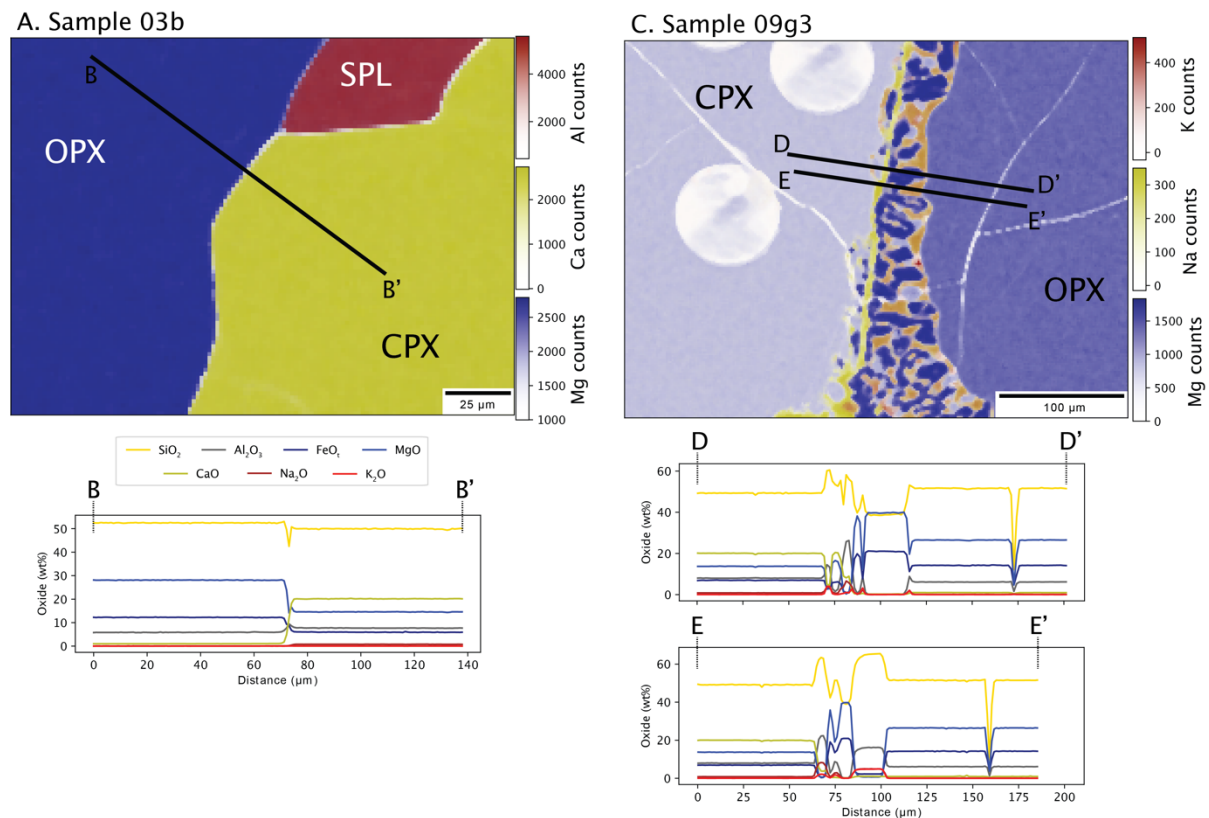 A. Sample 03b
B
OPX
SPL
B'
CPX
25 µm
4000
2000
Al counts
2000
1000
0
Ca counts
2500
2000
1500
1000
Mg counts
C. Sample 09g3
CPX
D
E
D'
E'
OPX
100 µm
400
200
0
K counts
300
200
100
0
Na counts
1500
1000
500
0
Mg counts
SiO₂ Al₂O₃ FeOₜ MgO
CaO Na₂O K₂O
B B'
50
40
30
20
10
0
Oxide (wt%)
0 20 40 60 80 100 120 140
Distance (µm)
D D'
60
40
20
0
Oxide (wt%)
E E'
60
40
20
0
Oxide (wt%)
0 25 50 75 100 125 150 175 200
Distance (µm)